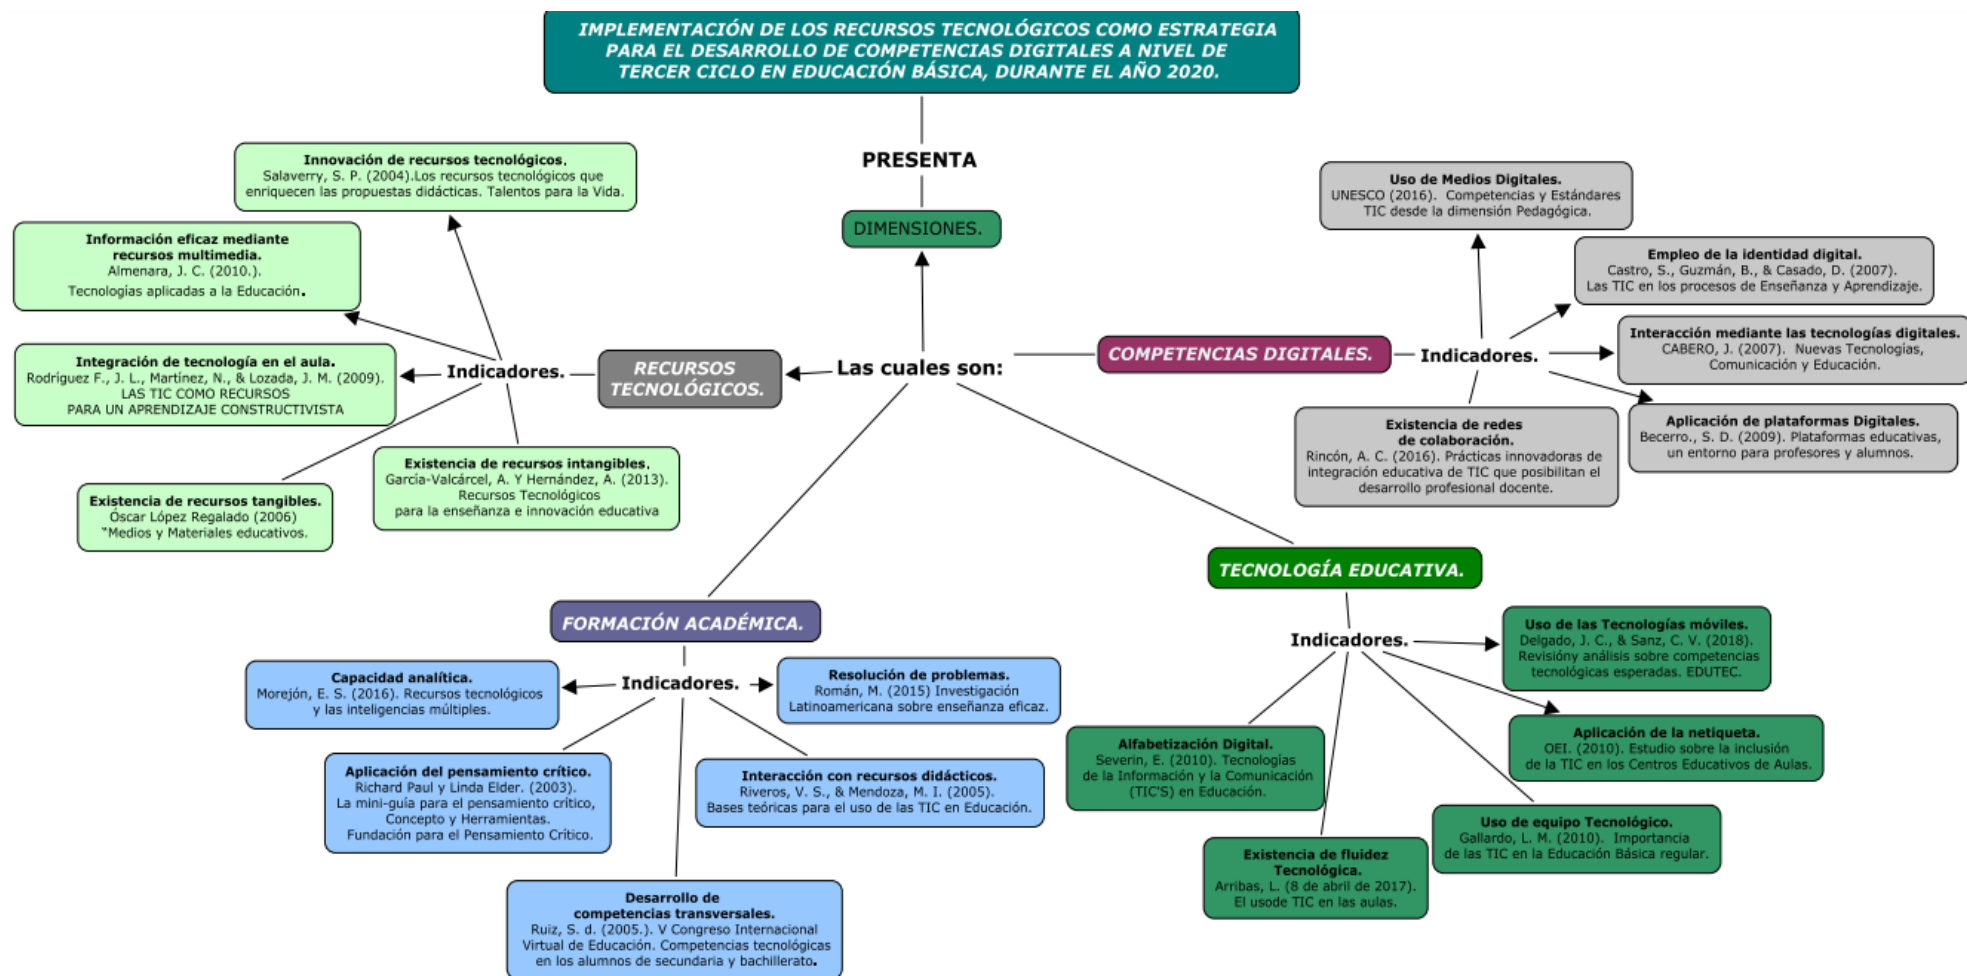 IMPLEMENTACIÓN DE LOS RECURSOS TECNOLÓGICOS COMO ESTRATEGIA
PARA EL DESARROLLO DE COMPETENCIAS DIGITALES A NIVEL DE
TERCER CICLO EN EDUCACIÓN BÁSICA, DURANTE EL AÑO 2020.
PRESENTA
DIMENSIONES.
Las cuales son:
RECURSOS
TECNOLÓGICOS.
Indicadores.
Innovación de recursos tecnológicos.
Salaverry, S. P. (2004).Los recursos tecnológicos que
enriquecen las propuestas didácticas. Talentos para la Vida.
Información eficaz mediante
recursos multimedia.
Almenara, J. C. (2010.).
Tecnologías aplicadas a la Educación.
Integración de tecnología en el aula.
Rodríguez F., J. L., Martínez, N., & Lozada, J. M. (2009).
LAS TIC COMO RECURSOS
PARA UN APRENDIZAJE CONSTRUCTIVISTA
Existencia de recursos intangibles.
García-Valcárcel, A. Y Hernández, A. (2013).
Recursos Tecnológicos
para la enseñanza e innovación educativa
Existencia de recursos tangibles.
Óscar López Regalado (2006)
"Medios y Materiales educativos.
COMPETENCIAS DIGITALES.
Indicadores.
Uso de Medios Digitales.
UNESCO (2016). Competencias y Estándares
TIC desde la dimensión Pedagógica.
Empleo de la identidad digital.
Castro, S., Guzmán, B., & Casado, D. (2007).
Las TIC en los procesos de Enseñanza y Aprendizaje.
Interacción mediante las tecnologías digitales.
CABERO, J. (2007). Nuevas Tecnologías,
Comunicación y Educación.
Aplicación de plataformas Digitales.
Becerro., S. D. (2009). Plataformas educativas,
un entorno para profesores y alumnos.
Existencia de redes
de colaboración.
Rincón, A. C. (2016). Prácticas innovadoras de
integración educativa de TIC que posibilitan el
desarrollo profesional docente.
FORMACIÓN ACADÉMICA.
Indicadores.
Capacidad analítica.
Morejón, E. S. (2016). Recursos tecnológicos
y las inteligencias múltiples.
Resolución de problemas.
Román, M. (2015) Investigación
Latinoamericana sobre enseñanza eficaz.
Aplicación del pensamiento crítico.
Richard Paul y Linda Elder. (2003).
La mini-guía para el pensamiento crítico,
Concepto y Herramientas.
Fundación para el Pensamiento Crítico.
Interacción con recursos didácticos.
Riveros, V. S., & Mendoza, M. I. (2005).
Bases teóricas para el uso de las TIC en Educación.
Desarrollo de
competencias transversales.
Ruiz, S. d. (2005.). V Congreso Internacional
Virtual de Educación. Competencias tecnológicas
en los alumnos de secundaria y bachillerato.
TECNOLOGÍA EDUCATIVA.
Indicadores.
Uso de las Tecnologías móviles.
Delgado, J. C., & Sanz, C. V. (2018).
Revisióny análisis sobre competencias
tecnológicas esperadas. EDUTEC.
Aplicación de la netiqueta.
OEI. (2010). Estudio sobre la inclusión
de la TIC en los Centros Educativos de Aulas.
Alfabetización Digital.
Severin, E. (2010). Tecnologías
de la Información y la Comunicación
(TIC'S) en Educación.
Uso de equipo Tecnológico.
Gallardo, L. M. (2010). Importancia
de las TIC en la Educación Básica regular.
Existencia de fluidez
Tecnológica.
Arribas, L. (8 de abril de 2017).
El usode TIC en las aulas.